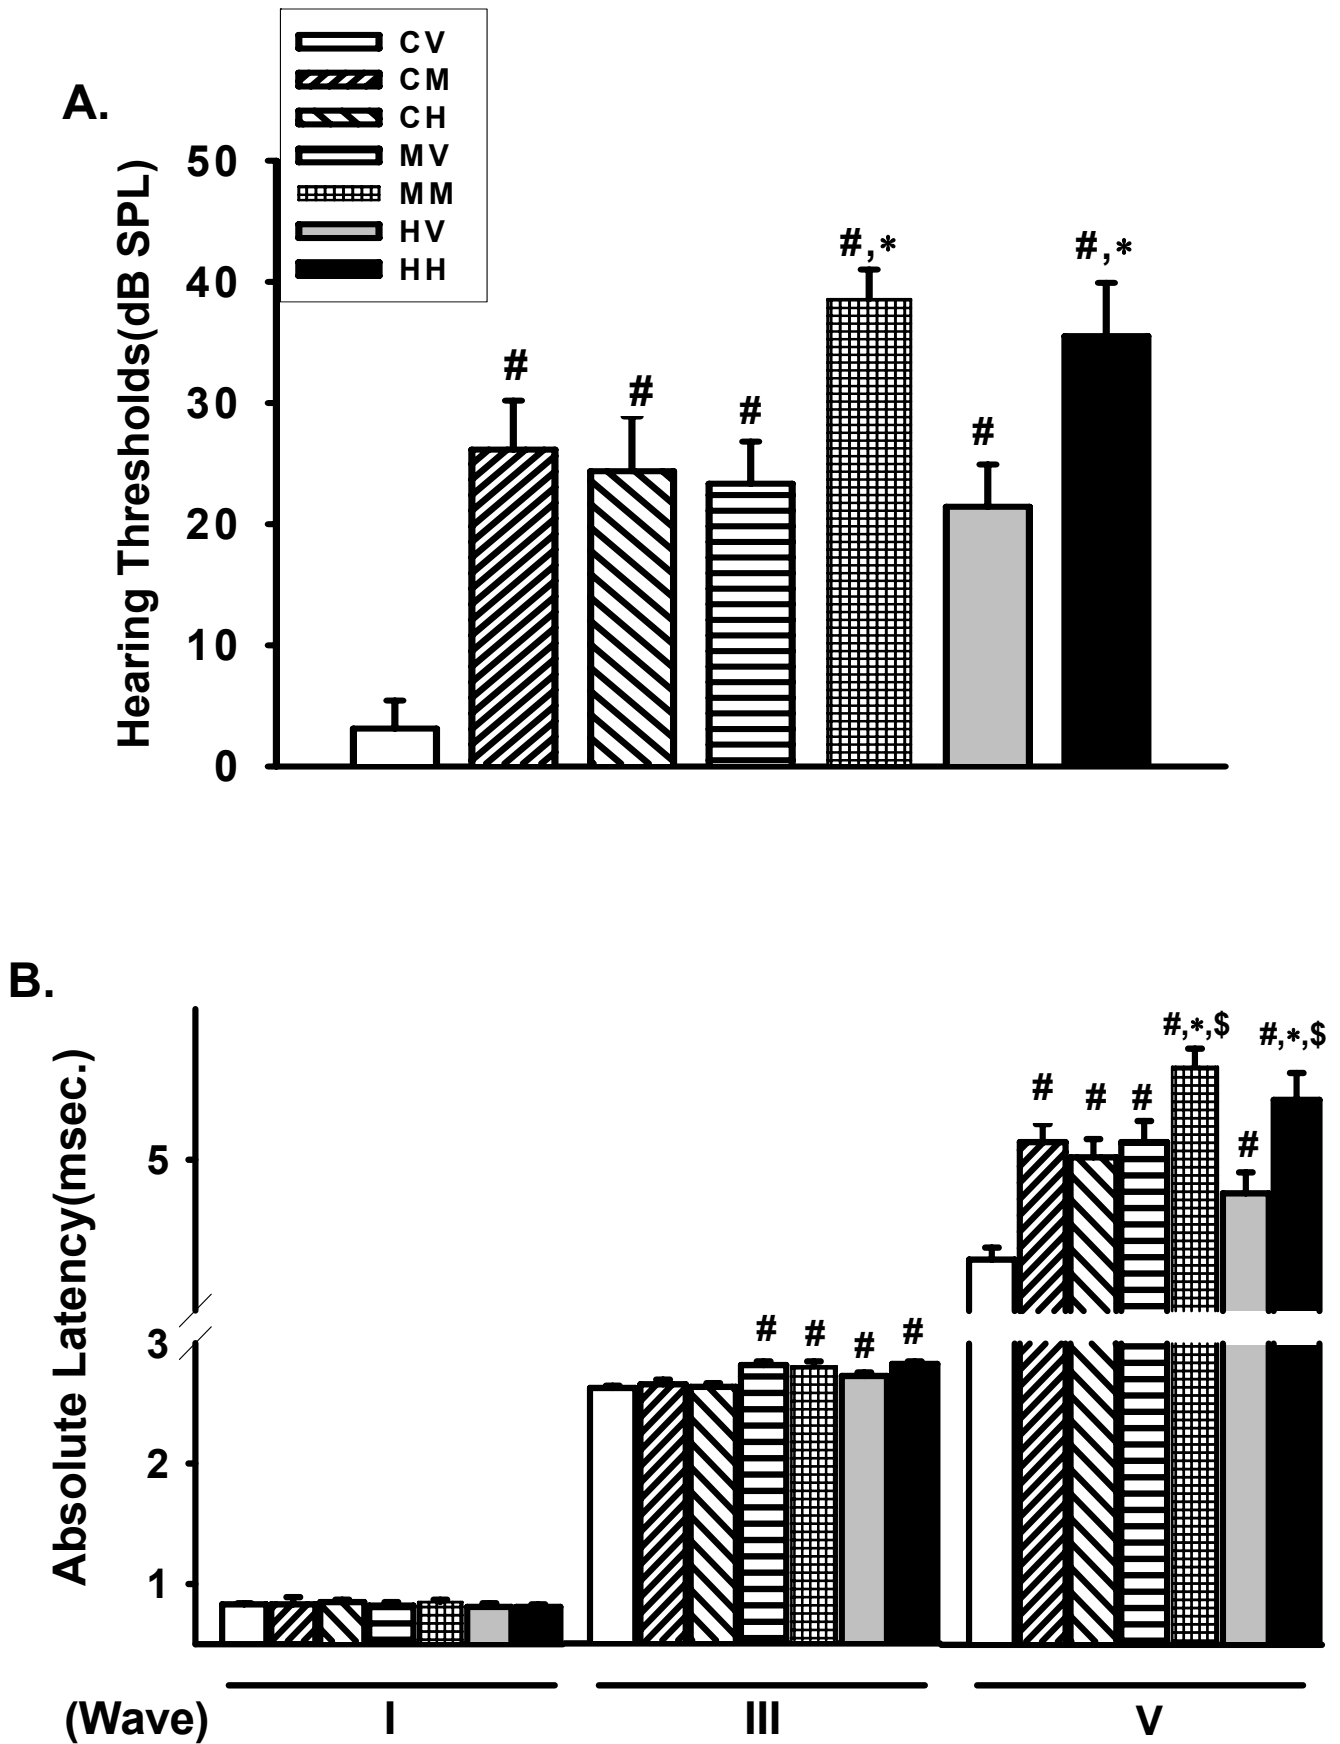 CV
CM
CH
MV
MM
HV
HH
A.
Hearing Thresholds(dB SPL)
50
40
30
20
10
0
#
#
#
#,*
#
#,*
B.
Absolute Latency(msec.)
5
3
2
1
#
#
#
#
#
#
#
#,*,$
#
#,*,$
(Wave) I III V